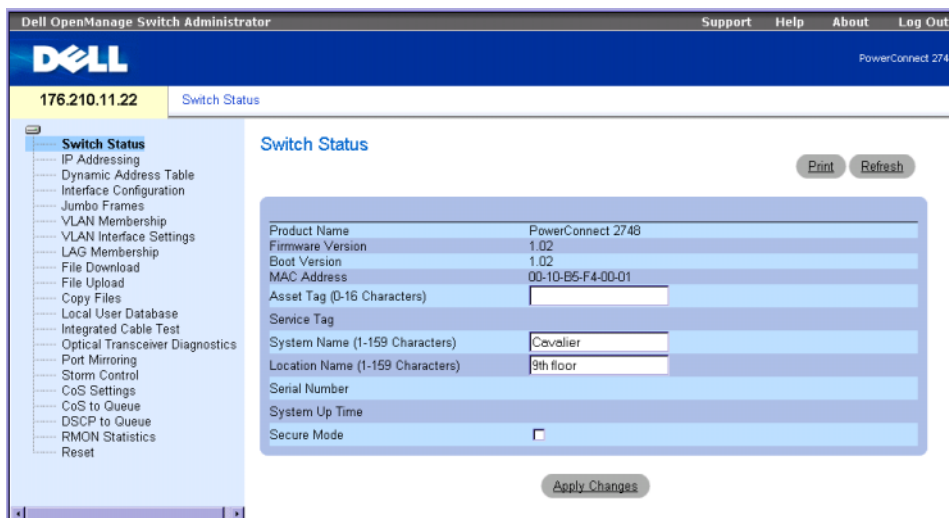 Dell OpenManage Switch Administrator
Support Help About Log Out
DELL
PowerConnect 274
176.210.11.22
Switch Status
Switch Status
IP Addressing
Dynamic Address Table
Interface Configuration
Jumbo Frames
VLAN Membership
VLAN Interface Settings
LAG Membership
File Download
File Upload
Copy Files
Local User Database
Integrated Cable Test
Optical Transceiver Diagnostics
Port Mirroring
Storm Control
CoS Settings
CoS to Queue
DSCP to Queue
RMON Statistics
Reset
Switch Status
Print Refresh
Product Name PowerConnect 2748
Firmware Version 1.02
Boot Version 1.02
MAC Address 00-10-B5-F4-00-01
Asset Tag (0-16 Characters)
Service Tag
System Name (1-159 Characters) Cavalier
Location Name (1-159 Characters) 9th floor
Serial Number
System Up Time
Secure Mode
Apply Changes